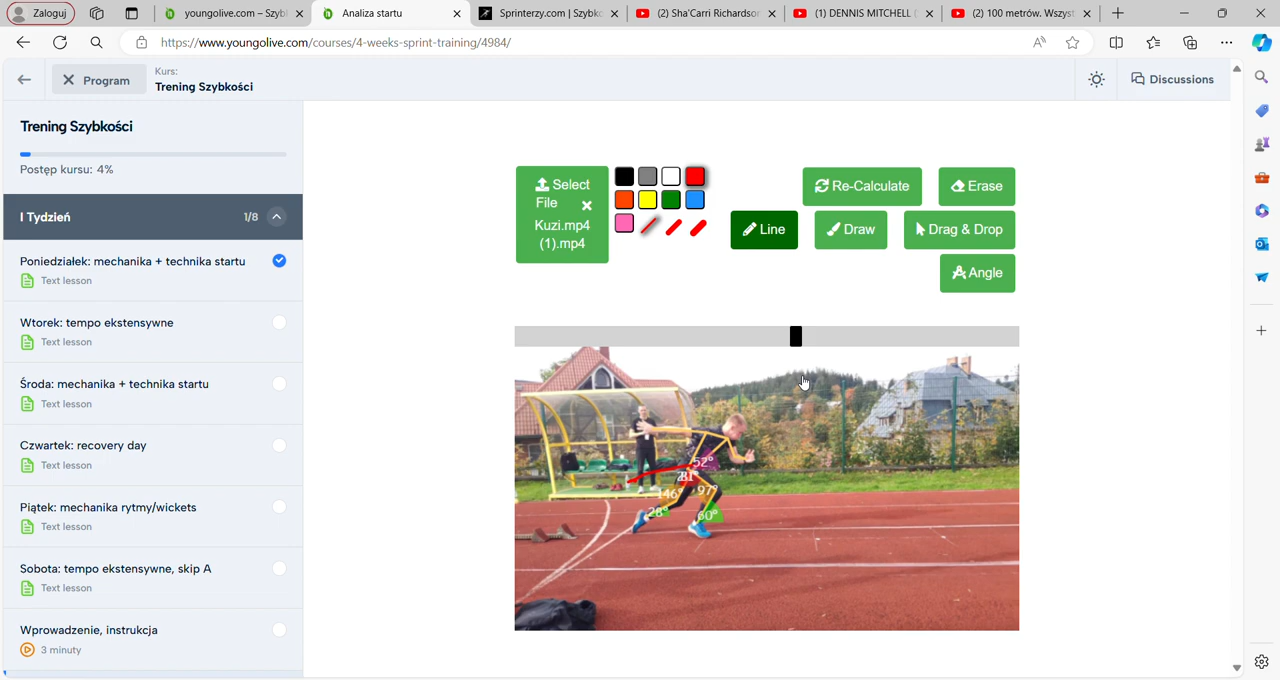 Zaloguj
youngolive.com – Szyb
Analiza startu
Sprinterzy.com | Szybk
(2) Sha'Carri Richardson
(1) DENNIS MITCHELL
(2) 100 metrów. Wszys
https://www.youngolive.com/courses/4-weeks-sprint-training/4984/
Program
Kurs:
Trening Szybkości
Discussions
Trening Szybkości
Postęp kursu: 4%
I Tydzień
1/8
Poniedziałek: mechanika + technika startu
Text lesson
Wtorek: tempo ekstensywne
Text lesson
Środa: mechanika + technika startu
Text lesson
Czwartek: recovery day
Text lesson
Piątek: mechanika rytmy/wickets
Text lesson
Sobota: tempo ekstensywne, skip A
Text lesson
Wprowadzenie, instrukcja
3 minuty
Select
File
Kuzi.mp4
(1).mp4
Re-Calculate
Erase
Line
Draw
Drag & Drop
Angle
52°
146°
97°
28°
60°